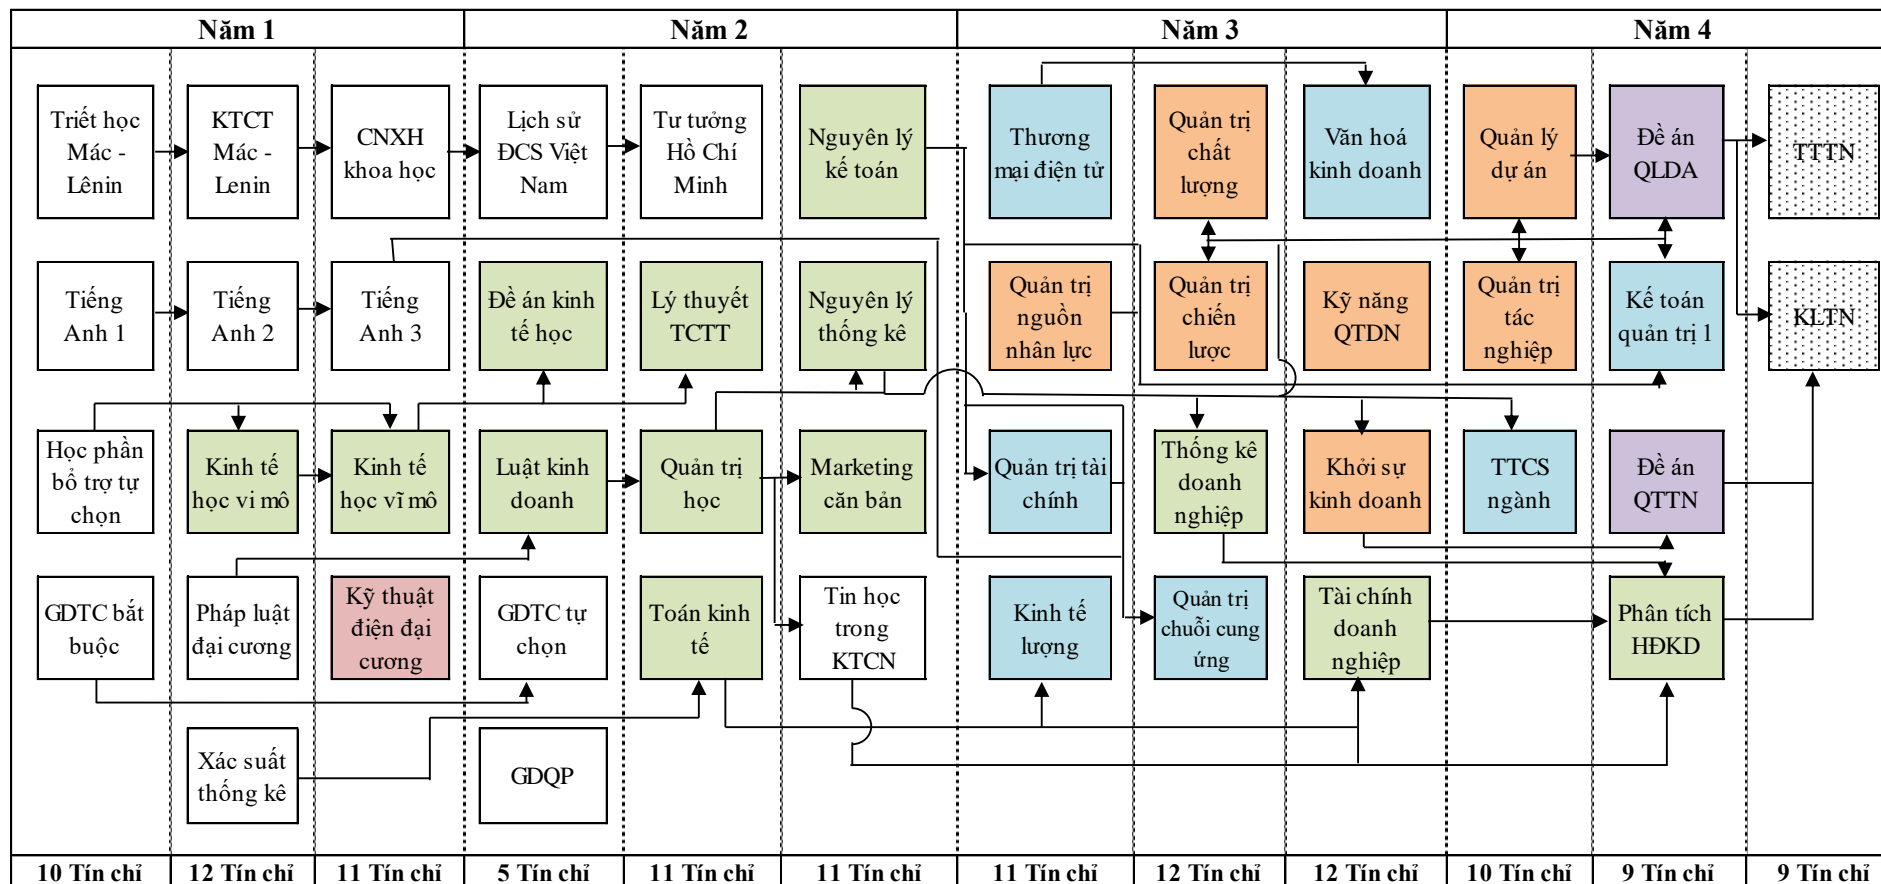 Năm 1
Năm 2
Năm 3
Năm 4
Triết học
Mác -
Lênin
KTCT
Mác -
Lenin
CNXH
khoa học
Lịch sử
ĐCS Việt
Nam
Tư tưởng
Hồ Chí
Minh
Nguyên lý
kế toán
Thương
mại điện tử
Quản trị
chất
lượng
Văn hoá
kinh doanh
Quản lý
dự án
Đề án
QLDA
TTTN
Tiếng
Anh 1
Tiếng
Anh 2
Tiếng
Anh 3
Đề án kinh
tế học
Lý thuyết
TCTT
Nguyên lý
thống kê
Quản trị
nguồn
nhân lực
Quản trị
chiến
lược
Kỹ năng
QTDN
Quản trị
tác
nghiệp
Kế toán
quản trị 1
KLTN
Học phần
bổ trợ tự
chọn
Kinh tế
học vi mô
Kinh tế
học vĩ mô
Luật kinh
doanh
Quản trị
học
Marketing
căn bản
Quản trị tài
chính
Thống kê
doanh
nghiệp
Khởi sự
kinh doanh
TTCS
ngành
Đề án
QTTN
GDTC bắt
buộc
Pháp luật
đại cương
Kỹ thuật
điện đại
cương
GDTC tự
chọn
Toán kinh
tế
Tin học
trong
KTCN
Kinh tế
lượng
Quản trị
chuỗi cung
ứng
Tài chính
doanh
nghiệp
Phân tích
HĐKD
Xác suất
thống kê
GDQP
10 Tín chỉ
12 Tín chỉ
11 Tín chỉ
5 Tín chỉ
11 Tín chỉ
11 Tín chỉ
11 Tín chỉ
12 Tín chỉ
12 Tín chỉ
10 Tín chỉ
9 Tín chỉ
9 Tín chỉ